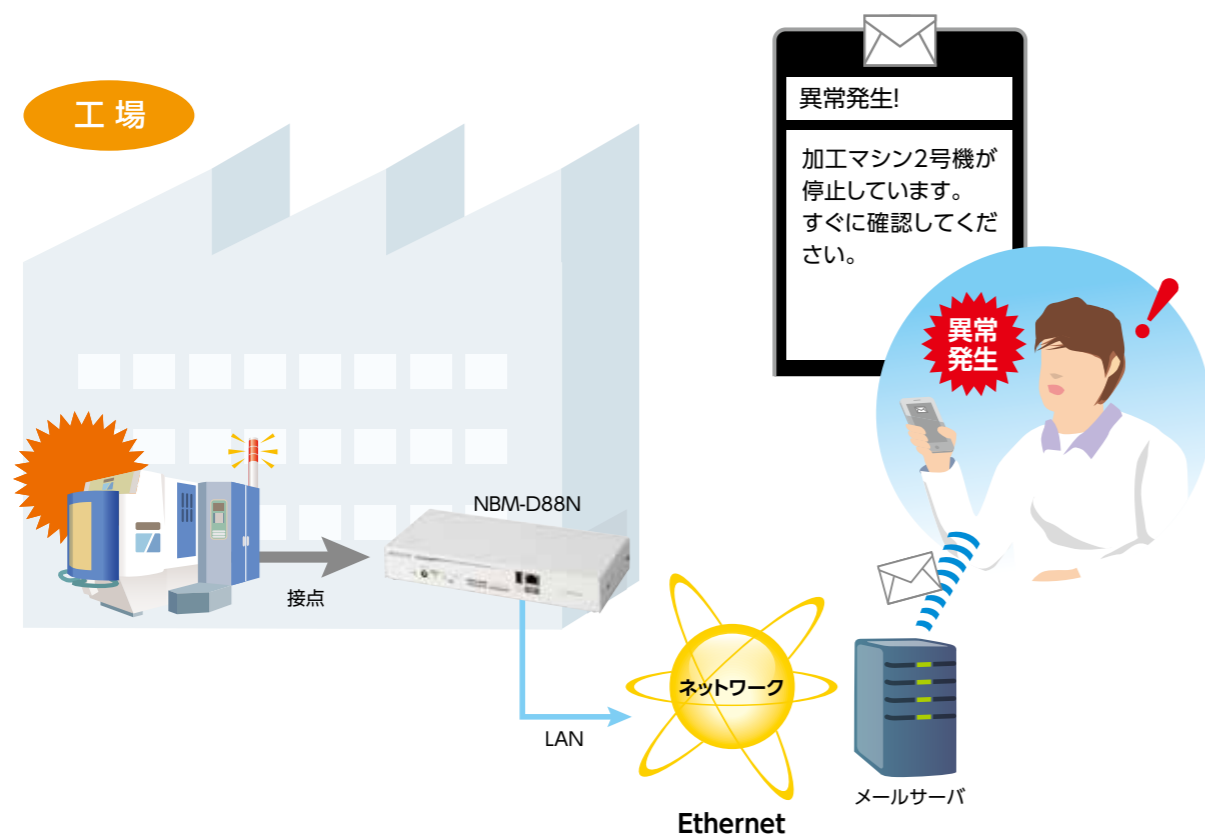 工場
異常発生!
加工マシン2号機が
停止しています。
すぐに確認してくだ
さい。
異常
発生
NBM-D88N
接点
ネットワーク
LAN
メールサーバ
Ethernet